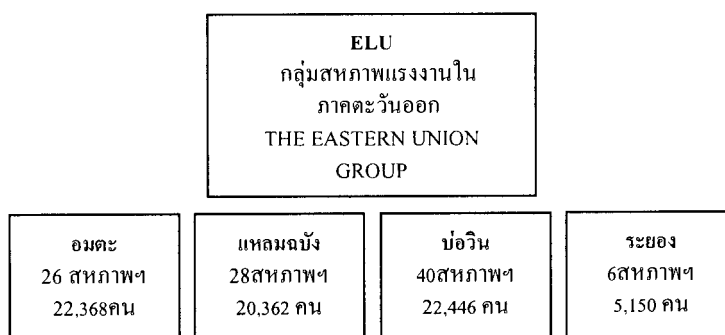 ELU
กลุ่มสหภาพแรงงานใน
ภาคตะวันออก
THE EASTERN UNION
GROUP
อมตะ
26 สหภาพฯ
22,368คน
แหลมฉบัง
28สหภาพฯ
20,362 คน
บ่อวิน
40สหภาพฯ
22,446 คน
ระยอง
6สหภาพฯ
5,150 คน